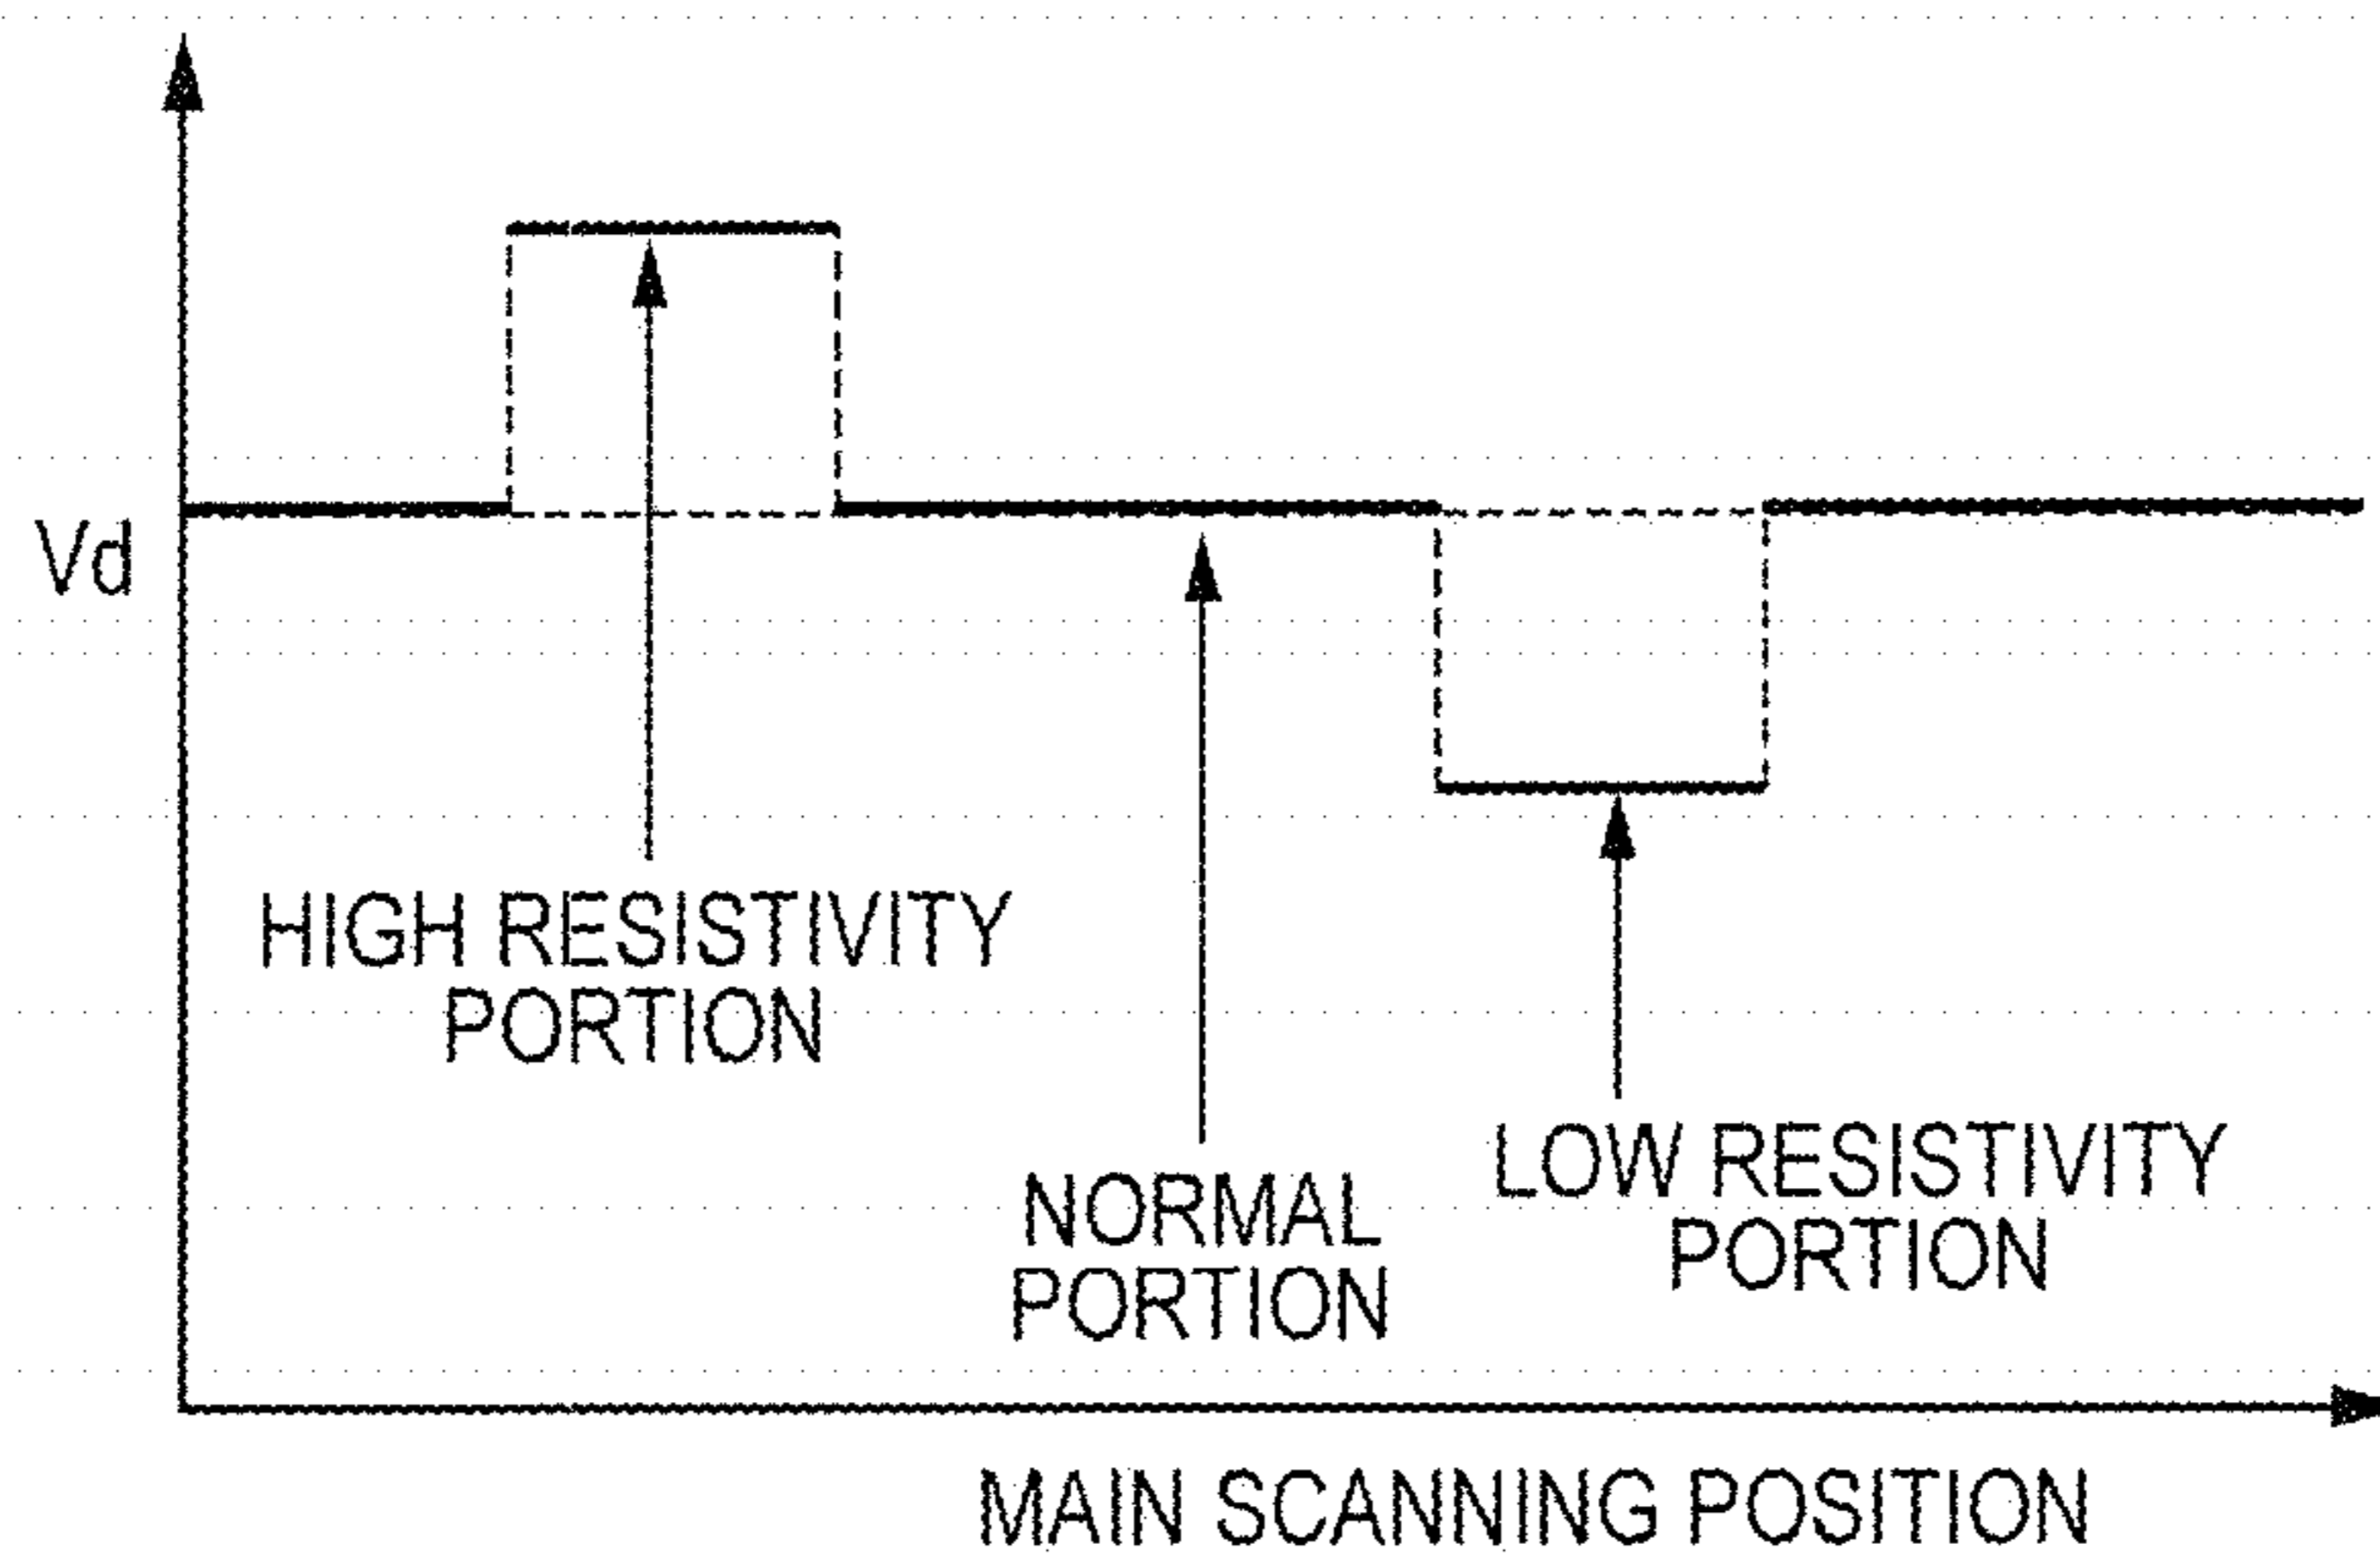 Vd
HIGH RESISTIVITY
PORTION
NORMAL
PORTION
LOW RESISTIVITY
PORTION
MAIN SCANNING POSITION